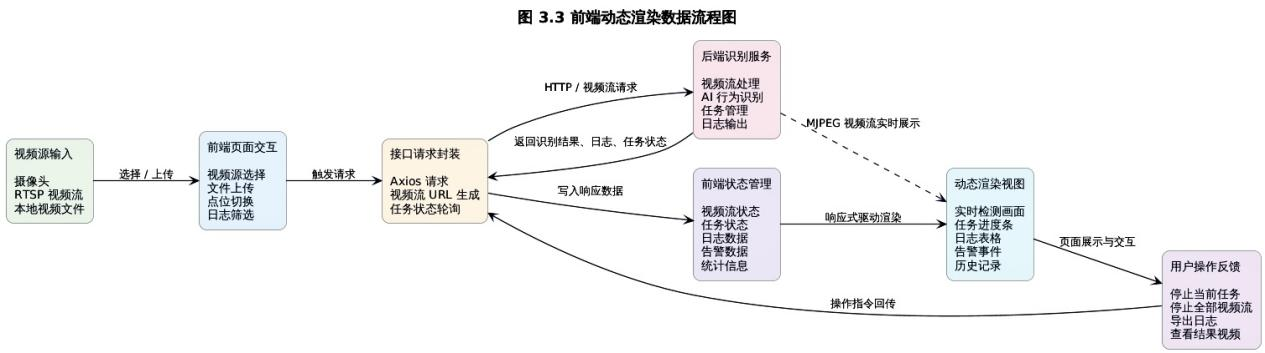 图 3.3 前端动态渲染数据流程图
视频源输入
摄像头
RTSP 视频流
本地视频文件
选择 / 上传
前端页面交互
视频源选择
文件上传
点位切换
日志筛选
触发请求
接口请求封装
Axios 请求
视频流 URL 生成
任务状态轮询
HTTP / 视频流请求
返回识别结果、日志、任务状态
写入响应数据
后端识别服务
视频流处理
AI 行为识别
任务管理
日志输出
MJPEG 视频流实时展示
前端状态管理
视频流状态
任务状态
日志数据
告警数据
统计信息
响应式驱动渲染
动态渲染视图
实时检测画面
任务进度条
日志表格
告警事件
历史记录
页面展示与交互
用户操作反馈
停止当前任务
停止全部视频流
导出日志
查看结果视频
操作指令回传